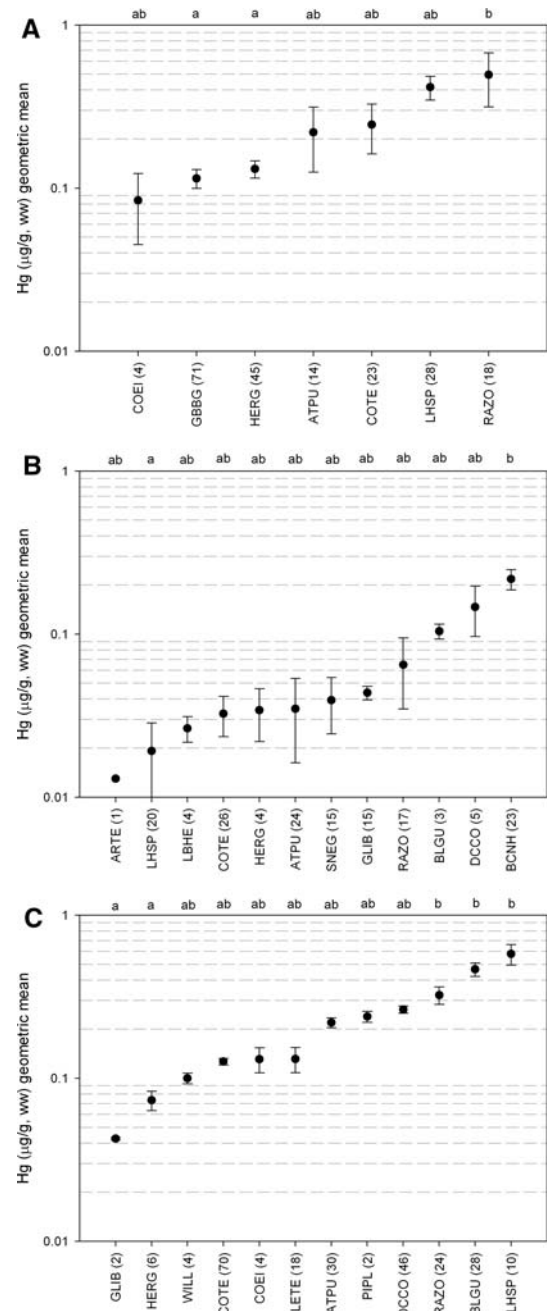 A
ab a a ab ab ab b
Hg (µg/g, ww) geometric mean
1
0.1
0.01
COEI (4)
GBBG (71)
HERG (45)
ATPU (14)
COTE (23)
LHSP (28)
RAZO (18)
B
ab a ab ab ab ab ab ab ab ab ab b
Hg (µg/g, ww) geometric mean
1
0.1
0.01
ARTE (1)
LHSP (20)
LBHE (4)
COTE (26)
HERG (4)
ATPU (24)
SNEG (15)
GLIB (15)
RAZO (17)
BLGU (3)
DCCO (5)
BCNH (23)
C
a a ab ab ab ab ab ab ab b b b
Hg (µg/g, ww) geometric mean
1
0.1
0.01
GLIB (2)
HERG (6)
WILL (4)
COTE (70)
COEI (4)
LETE (18)
ATPU (30)
PIPL (2)
DCCO (46)
RAZO (24)
BLGU (28)
LHSP (10)